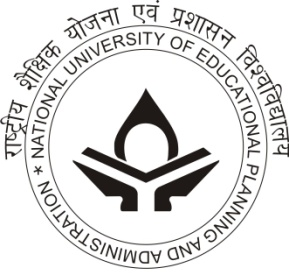 राष्ट्रीय शैक्षिक योजना एवं प्रशासन विश्वविद्यालय
* NATIONAL UNIVERSITY OF EDUCATIONAL PLANNING AND ADMINISTRATION